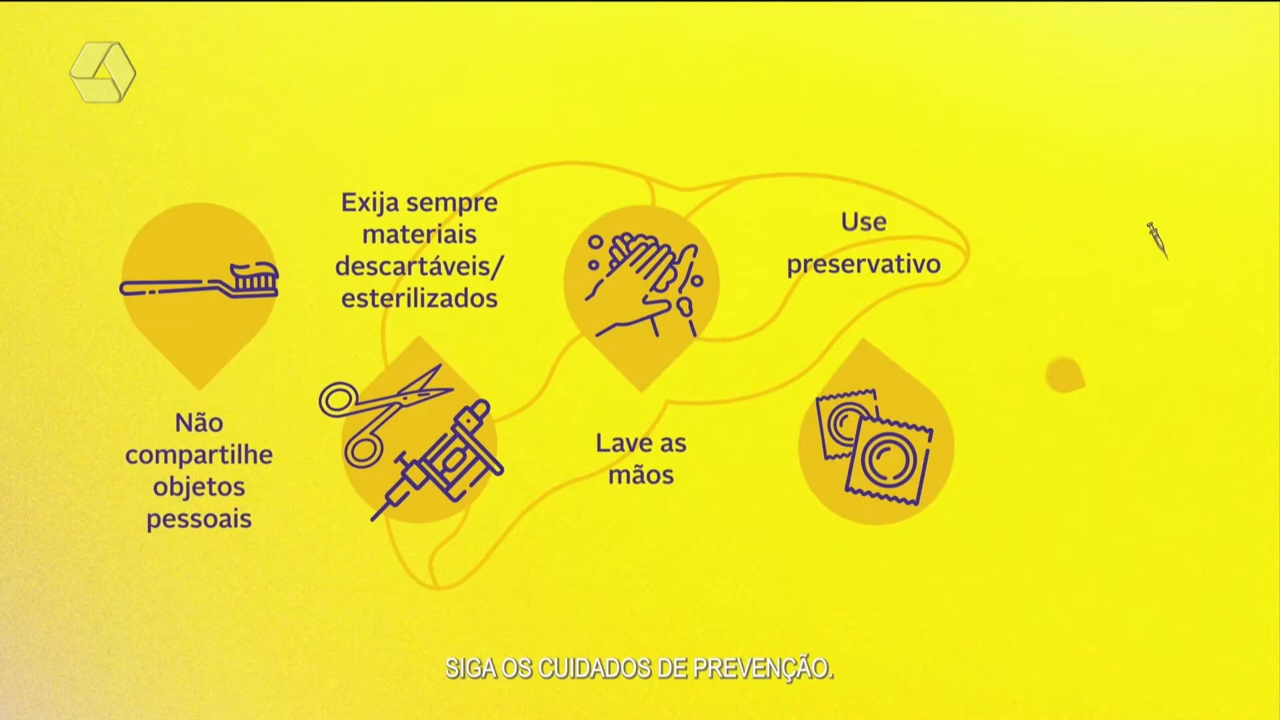 Não
compartilhe
objetos
pessoais
Exija sempre
materiais
descartáveis/
esterilizados
Lave as
mãos
Use
preservativo
SIGA OS CUIDADOS DE PREVENÇÃO.